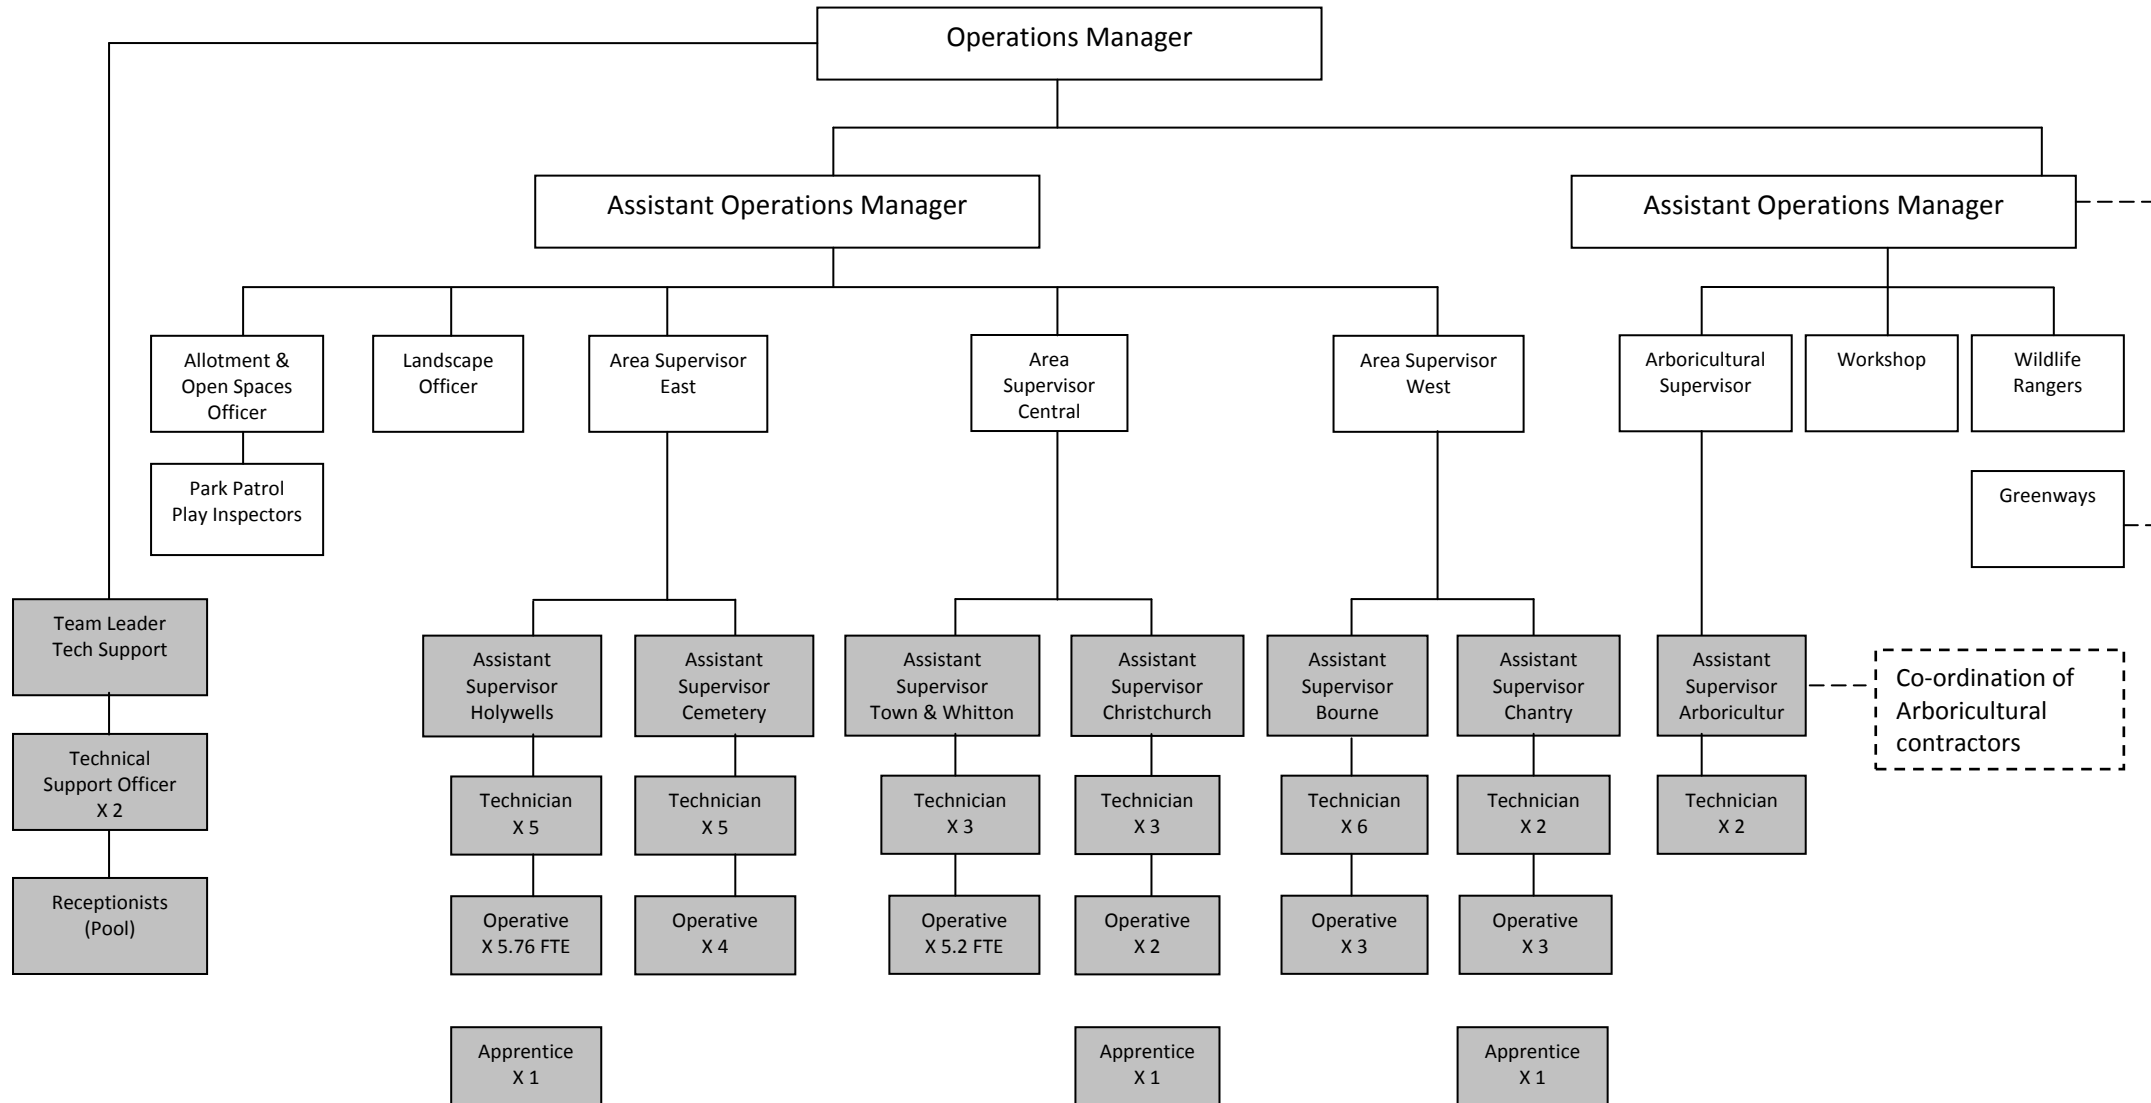 Operations Manager
Assistant Operations Manager
Assistant Operations Manager
Allotment &
Open Spaces
Officer
Landscape
Officer
Area Supervisor
East
Area
Supervisor
Central
Area Supervisor
West
Arboricultural
Supervisor
Workshop
Wildlife
Rangers
Park Patrol
Play Inspectors
Greenways
Team Leader
Tech Support
Assistant
Supervisor
Holywells
Assistant
Supervisor
Cemetery
Assistant
Supervisor
Town & Whitton
Assistant
Supervisor
Christchurch
Assistant
Supervisor
Bourne
Assistant
Supervisor
Chantry
Assistant
Supervisor
Arboricultur
Co-ordination of
Arboricultural
contractors
Technical
Support Officer
X 2
Technician
X 5
Technician
X 5
Technician
X 3
Technician
X 3
Technician
X 6
Technician
X 2
Technician
X 2
Receptionists
(Pool)
Operative
X 5.76 FTE
Operative
X 4
Operative
X 5.2 FTE
Operative
X 2
Operative
X 3
Operative
X 3
Apprentice
X 1
Apprentice
X 1
Apprentice
X 1